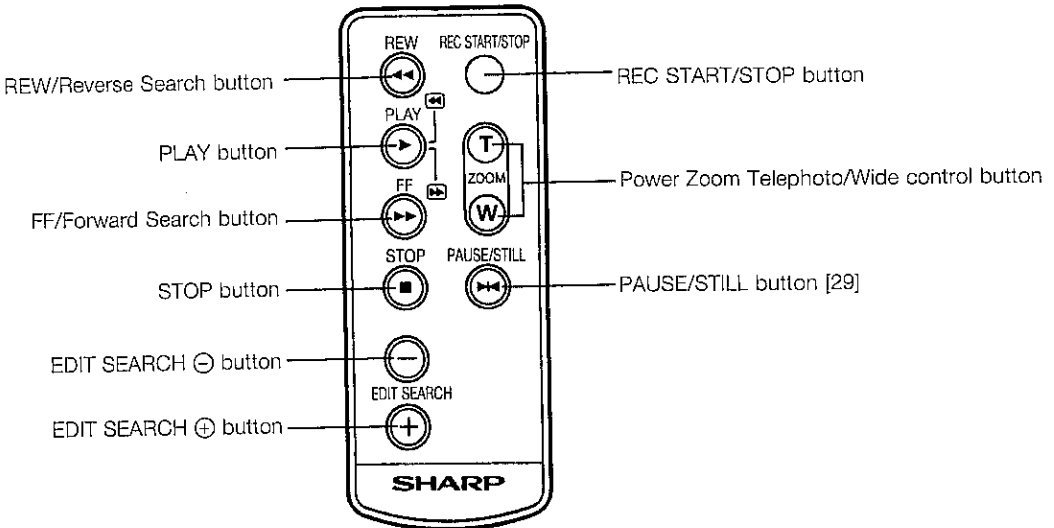 REW REC START/STOP
REW/Reverse Search button
REC START/STOP button
PLAY
PLAY button
T
ZOOM
W
Power Zoom Telephoto/Wide control button
FF
FF/Forward Search button
STOP PAUSE/STILL
STOP button
PAUSE/STILL button [29]
EDIT SEARCH ⊖ button
−
EDIT SEARCH
EDIT SEARCH ⊕ button
+
SHARP